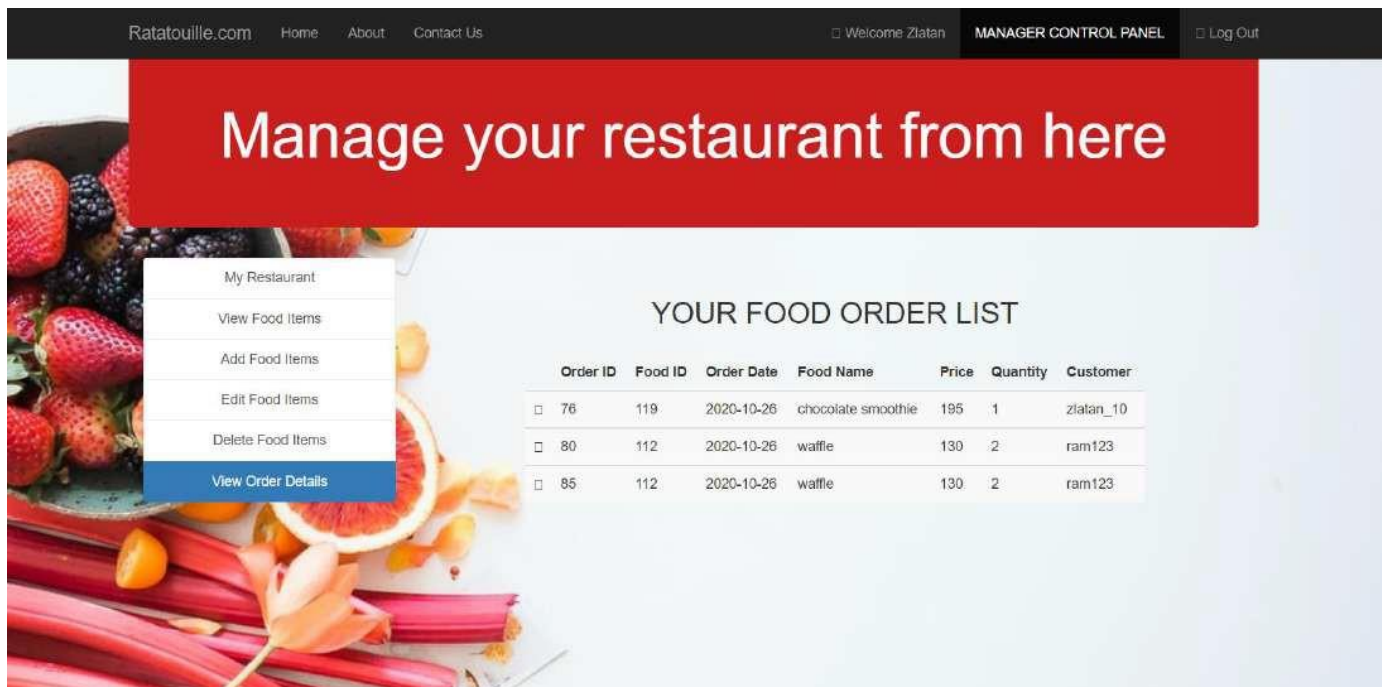 Ratatouille.com Home About Contact Us Welcome Zlatan MANAGER CONTROL PANEL Log Out
Manage your restaurant from here
My Restaurant
View Food Items
Add Food Items
Edit Food Items
Delete Food Items
View Order Details
YOUR FOOD ORDER LIST
Order ID Food ID Order Date Food Name Price Quantity Customer
76 119 2020-10-26 chocolate smoothie 195 1 zlatan_10
80 112 2020-10-26 waffle 130 2 ram123
85 112 2020-10-26 waffle 130 2 ram123